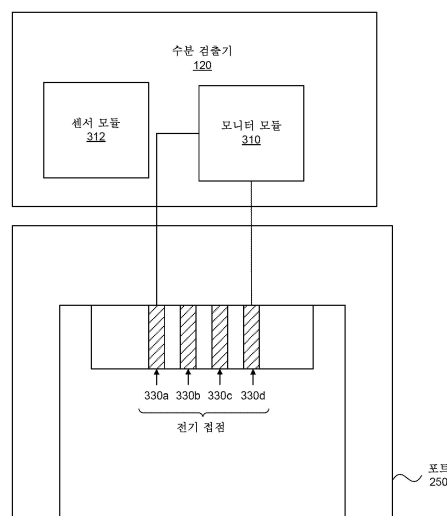 수분 검출기
120
센서 모듈
312
모니터 모듈
310
330a 330b 330c 330d
전기 접점
포트
250